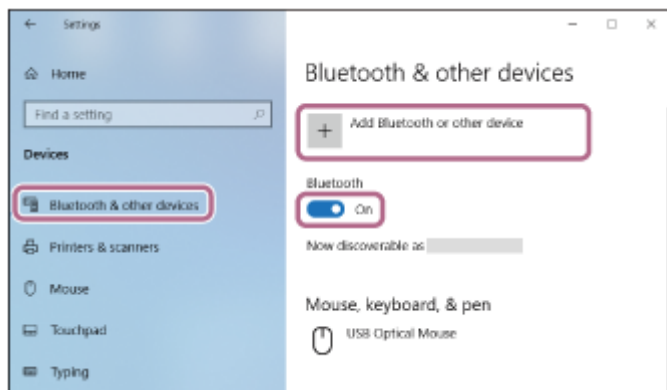 Settings
Home
Find a setting
Devices
Bluetooth & other devices
Printers & scanners
Mouse
Touchpad
Typing
Bluetooth & other devices
Add Bluetooth or other device
Bluetooth
On
Now discoverable as
Mouse, keyboard, & pen
USB Optical Mouse